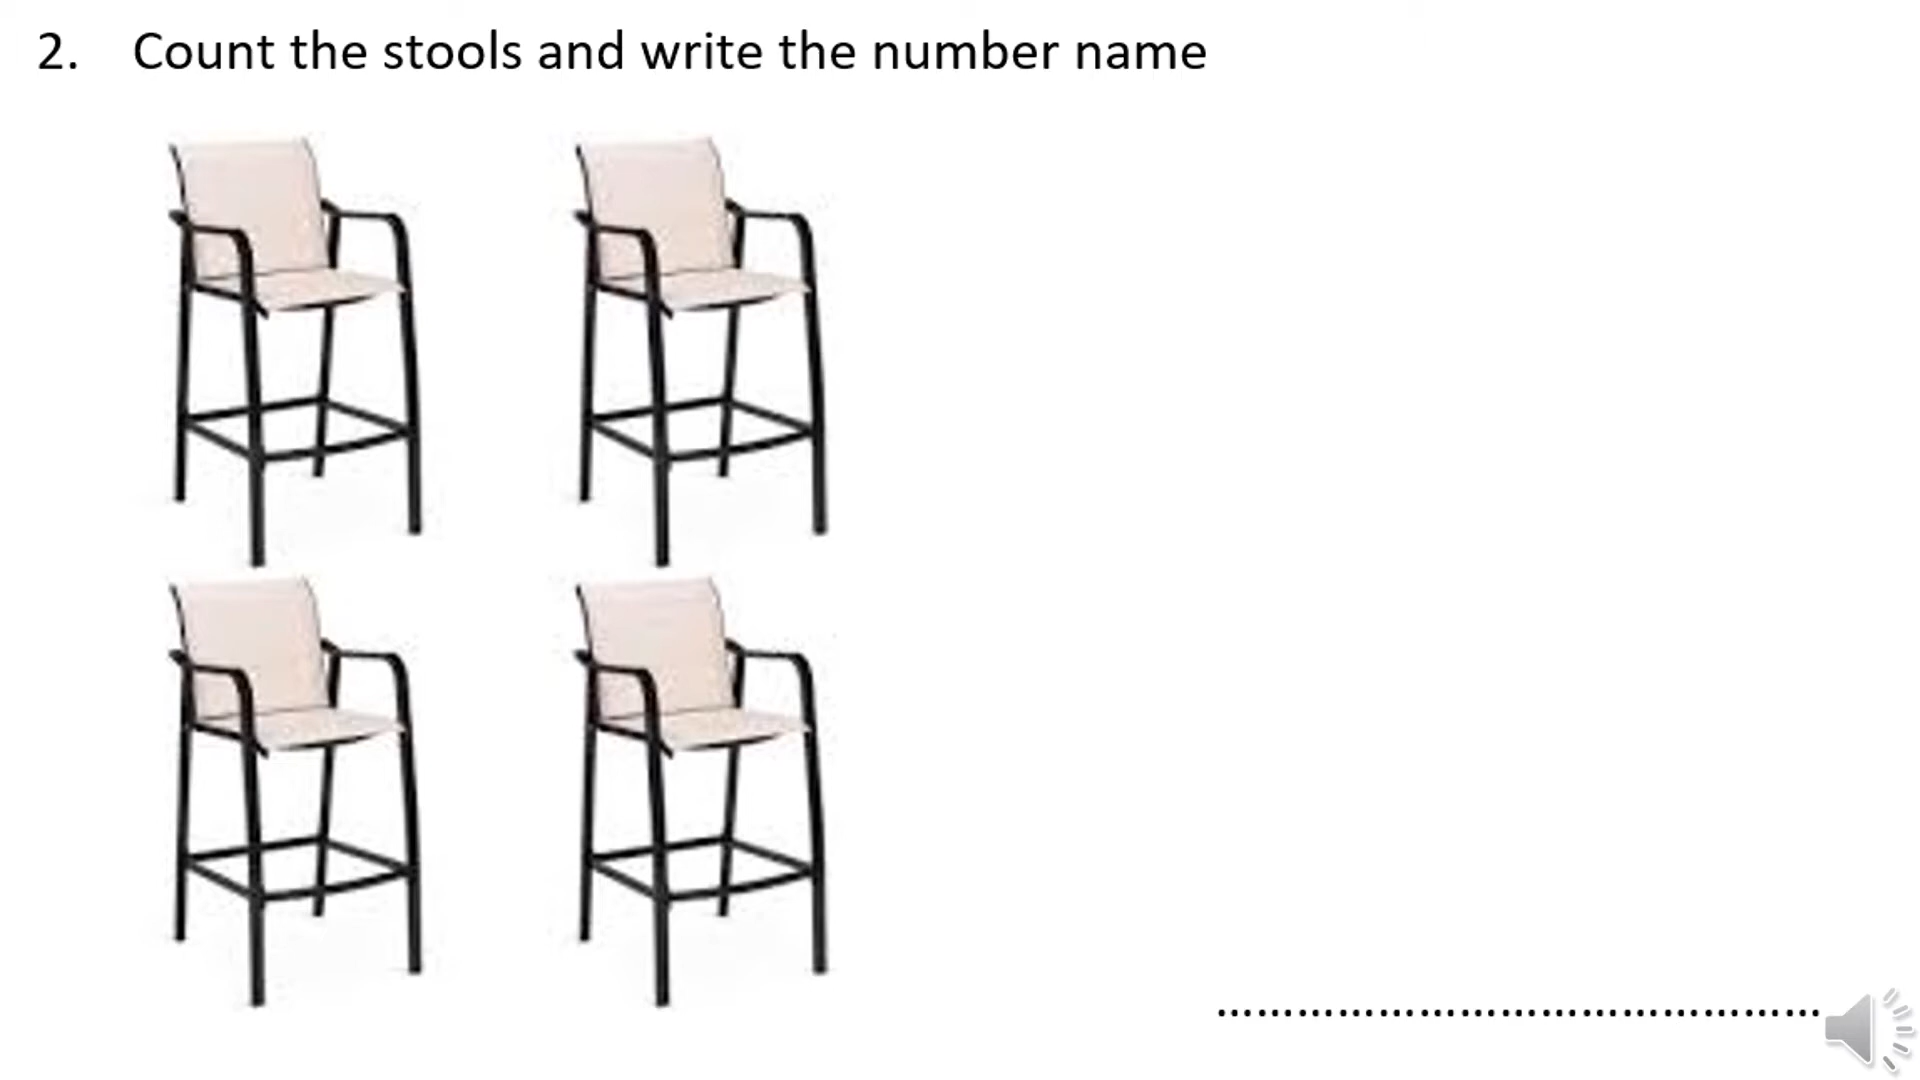 2. Count the stools and write the number name
.............................................